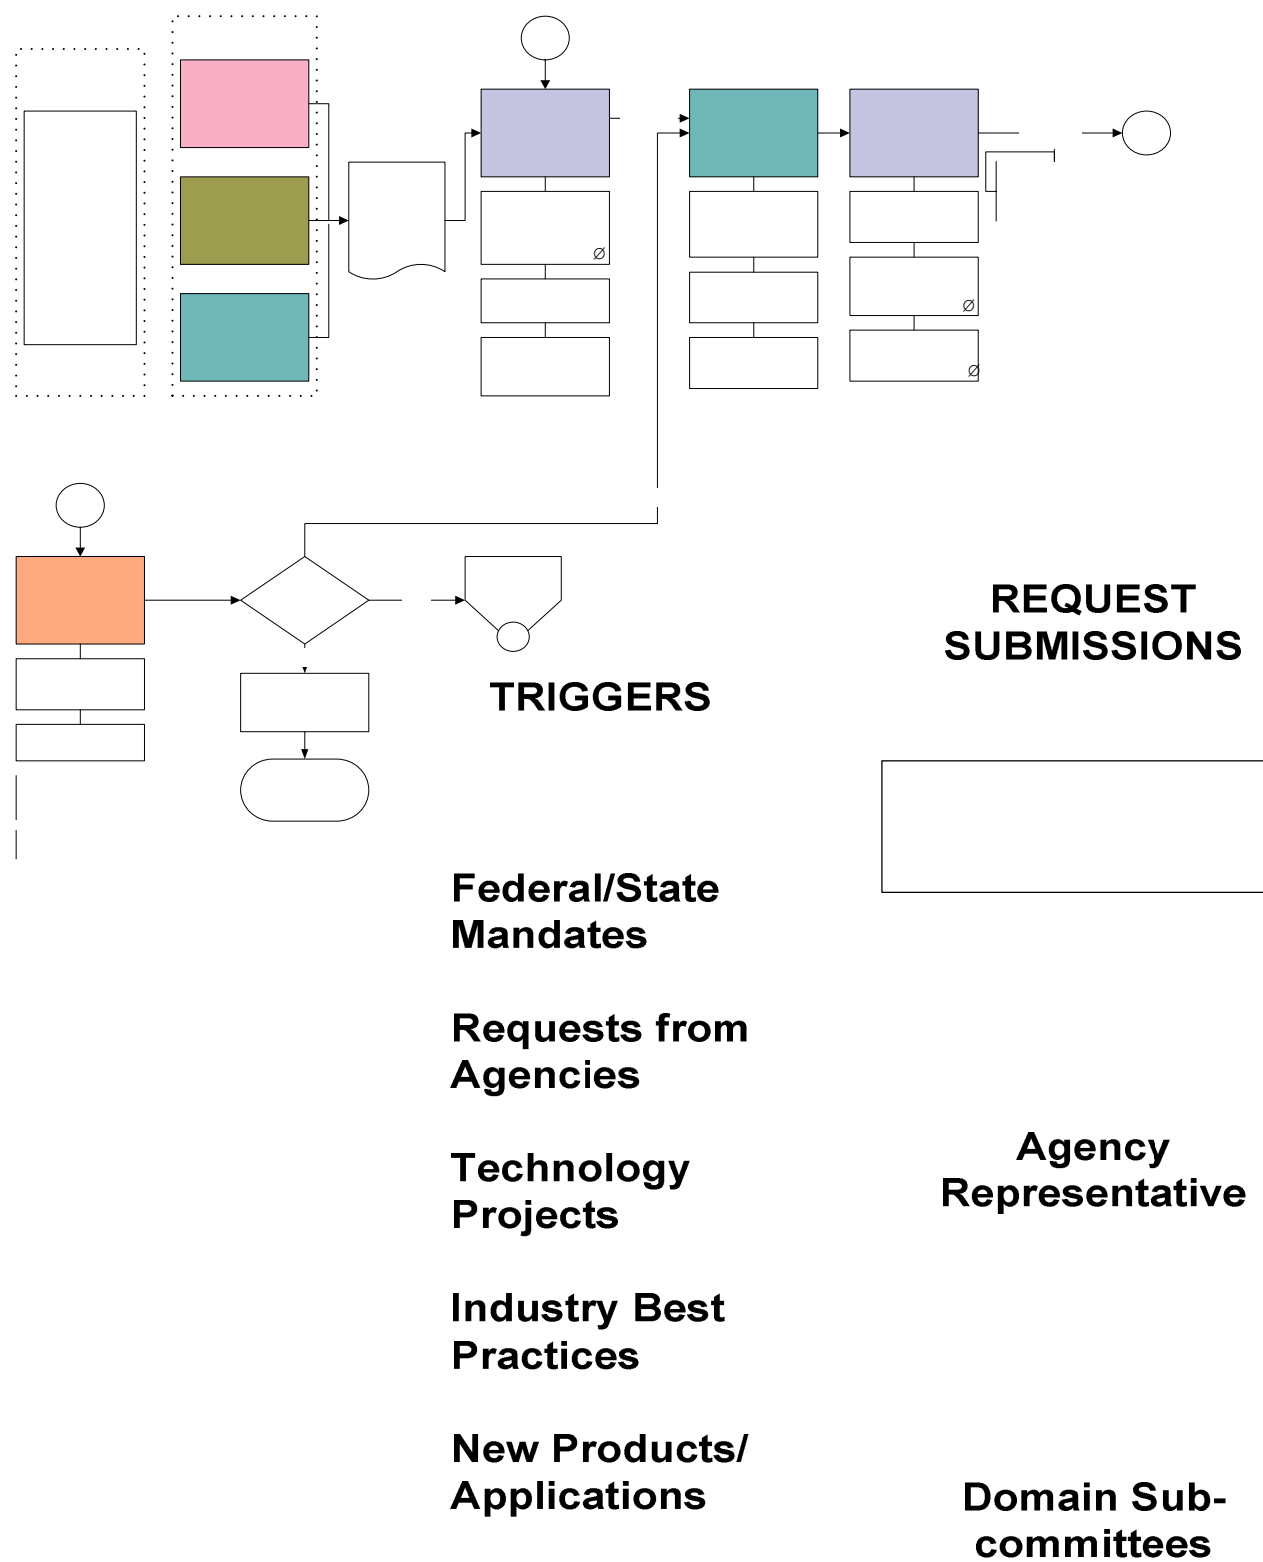 REQUEST
SUBMISSIONS
TRIGGERS
Federal/State
Mandates
Requests from
Agencies
Technology
Projects
Agency
Representative
Industry Best
Practices
New Products/
Applications
Domain Sub-
committees